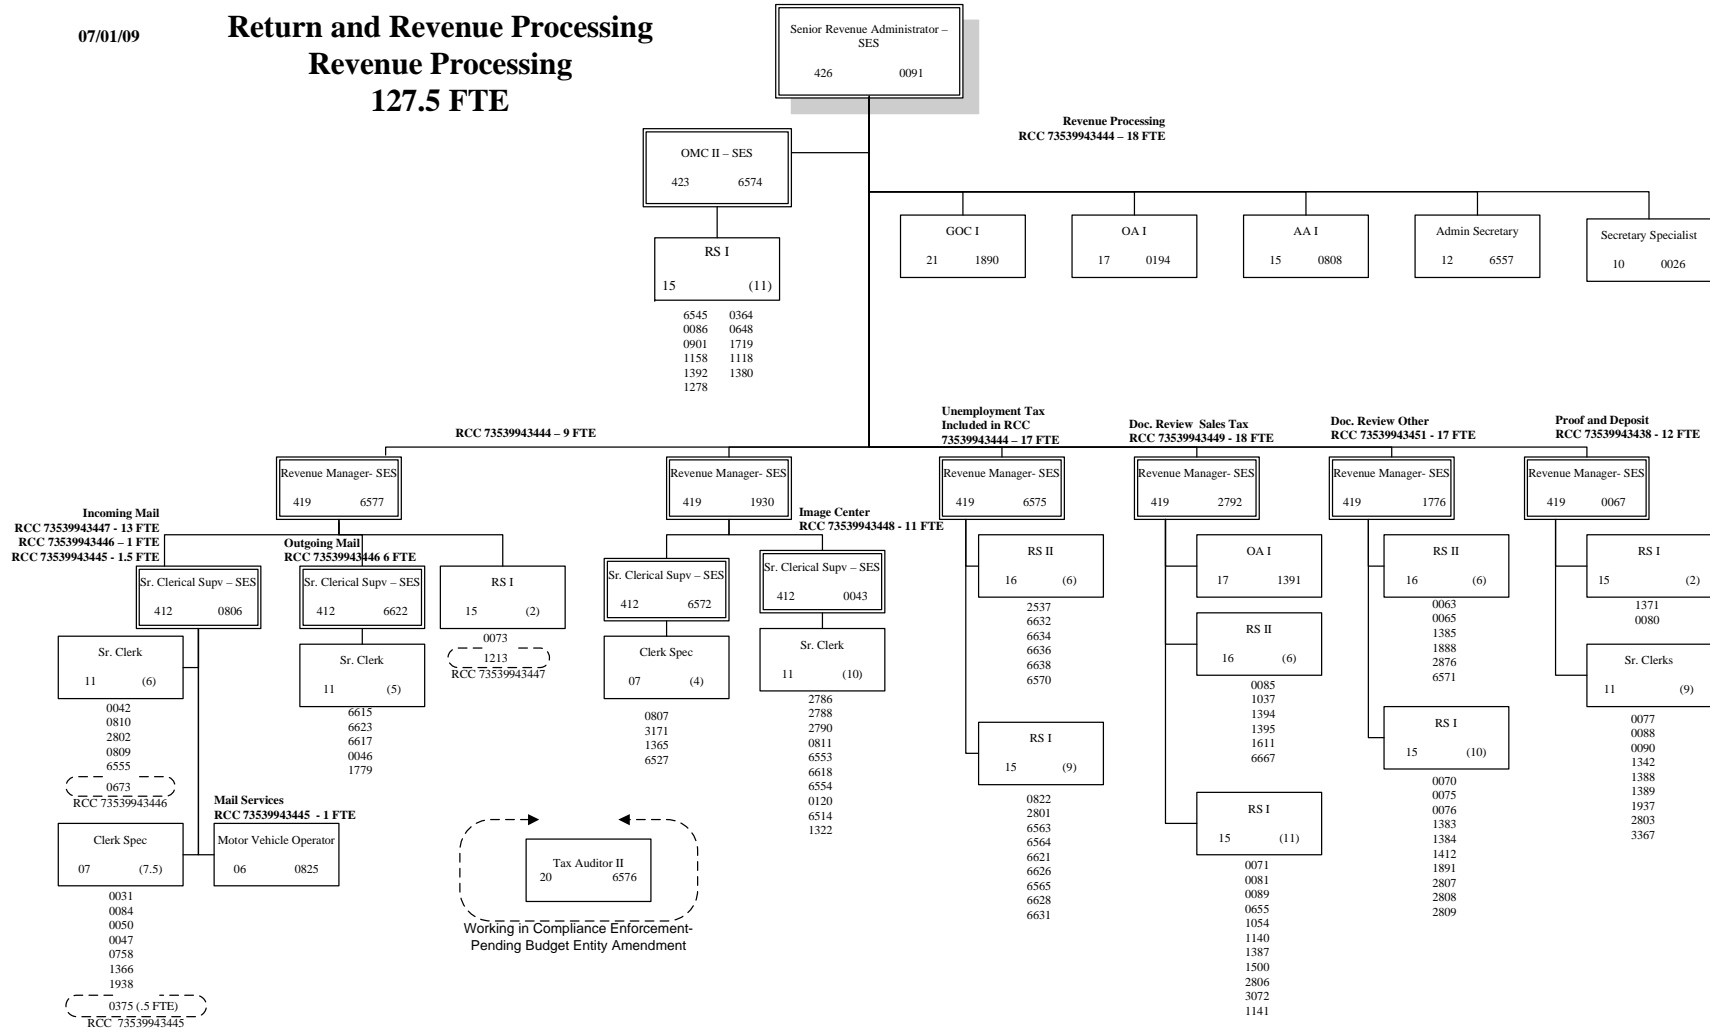 07/01/09
Return and Revenue Processing
Revenue Processing
127.5 FTE
Senior Revenue Administrator –
SES
426 0091
Revenue Processing
RCC 73539943444 – 18 FTE
OMC II – SES
423 6574
RS I
15 (11)
6545 0364
0086 0648
0901 1719
1158 1118
1392 1380
1278
GOC I
21 1890
OA I
17 0194
AA I
15 0808
Admin Secretary
12 6557
Secretary Specialist
10 0026
RCC 73539943444 – 9 FTE
Revenue Manager- SES
419 6577
Incoming Mail
RCC 73539943447 - 13 FTE
RCC 73539943446 – 1 FTE
RCC 73539943445 - 1.5 FTE
Sr. Clerical Supv – SES
412 0806
Sr. Clerk
11 (6)
0042
0810
2802
0809
6555
0673
RCC 73539943446
Clerk Spec
07 (7.5)
0031
0084
0050
0047
0758
1366
1938
0375 (.5 FTE)
RCC 73539943445
Mail Services
RCC 73539943445 - 1 FTE
Motor Vehicle Operator
06 0825
Outgoing Mail
RCC 73539943446 6 FTE
Sr. Clerical Supv – SES
412 6622
Sr. Clerk
11 (5)
6615
6623
6617
0046
1779
RS I
15 (2)
0073
1213
RCC 73539943447
Revenue Manager- SES
419 1930
Sr. Clerical Supv – SES
412 6572
Clerk Spec
07 (4)
0807
3171
1365
6527
Image Center
RCC 73539943448 - 11 FTE
Sr. Clerical Supv – SES
412 0043
Sr. Clerk
11 (10)
2786
2788
2790
0811
6553
6618
6554
0120
6514
1322
Tax Auditor II
20 6576
Working in Compliance Enforcement-
Pending Budget Entity Amendment
Unemployment Tax
Included in RCC
73539943444 – 17 FTE
Revenue Manager- SES
419 6575
RS II
16 (6)
2537
6632
6634
6636
6638
6570
RS I
15 (9)
0822
2801
6563
6564
6621
6626
6565
6628
6631
Doc. Review Sales Tax
RCC 73539943449 - 18 FTE
Revenue Manager- SES
419 2792
OA I
17 1391
RS II
16 (6)
0085
1037
1394
1395
1611
6667
RS I
15 (11)
0071
0081
0089
0655
1054
1140
1387
1500
2806
3072
1141
Doc. Review Other
RCC 73539943451 - 17 FTE
Revenue Manager- SES
419 1776
RS II
16 (6)
0063
0065
1385
1888
2876
6571
RS I
15 (10)
0070
0075
0076
1383
1384
1412
1891
2807
2808
2809
Proof and Deposit
RCC 73539943438 - 12 FTE
Revenue Manager- SES
419 0067
RS I
15 (2)
1371
0080
Sr. Clerks
11 (9)
0077
0088
0090
1342
1388
1389
1937
2803
3367